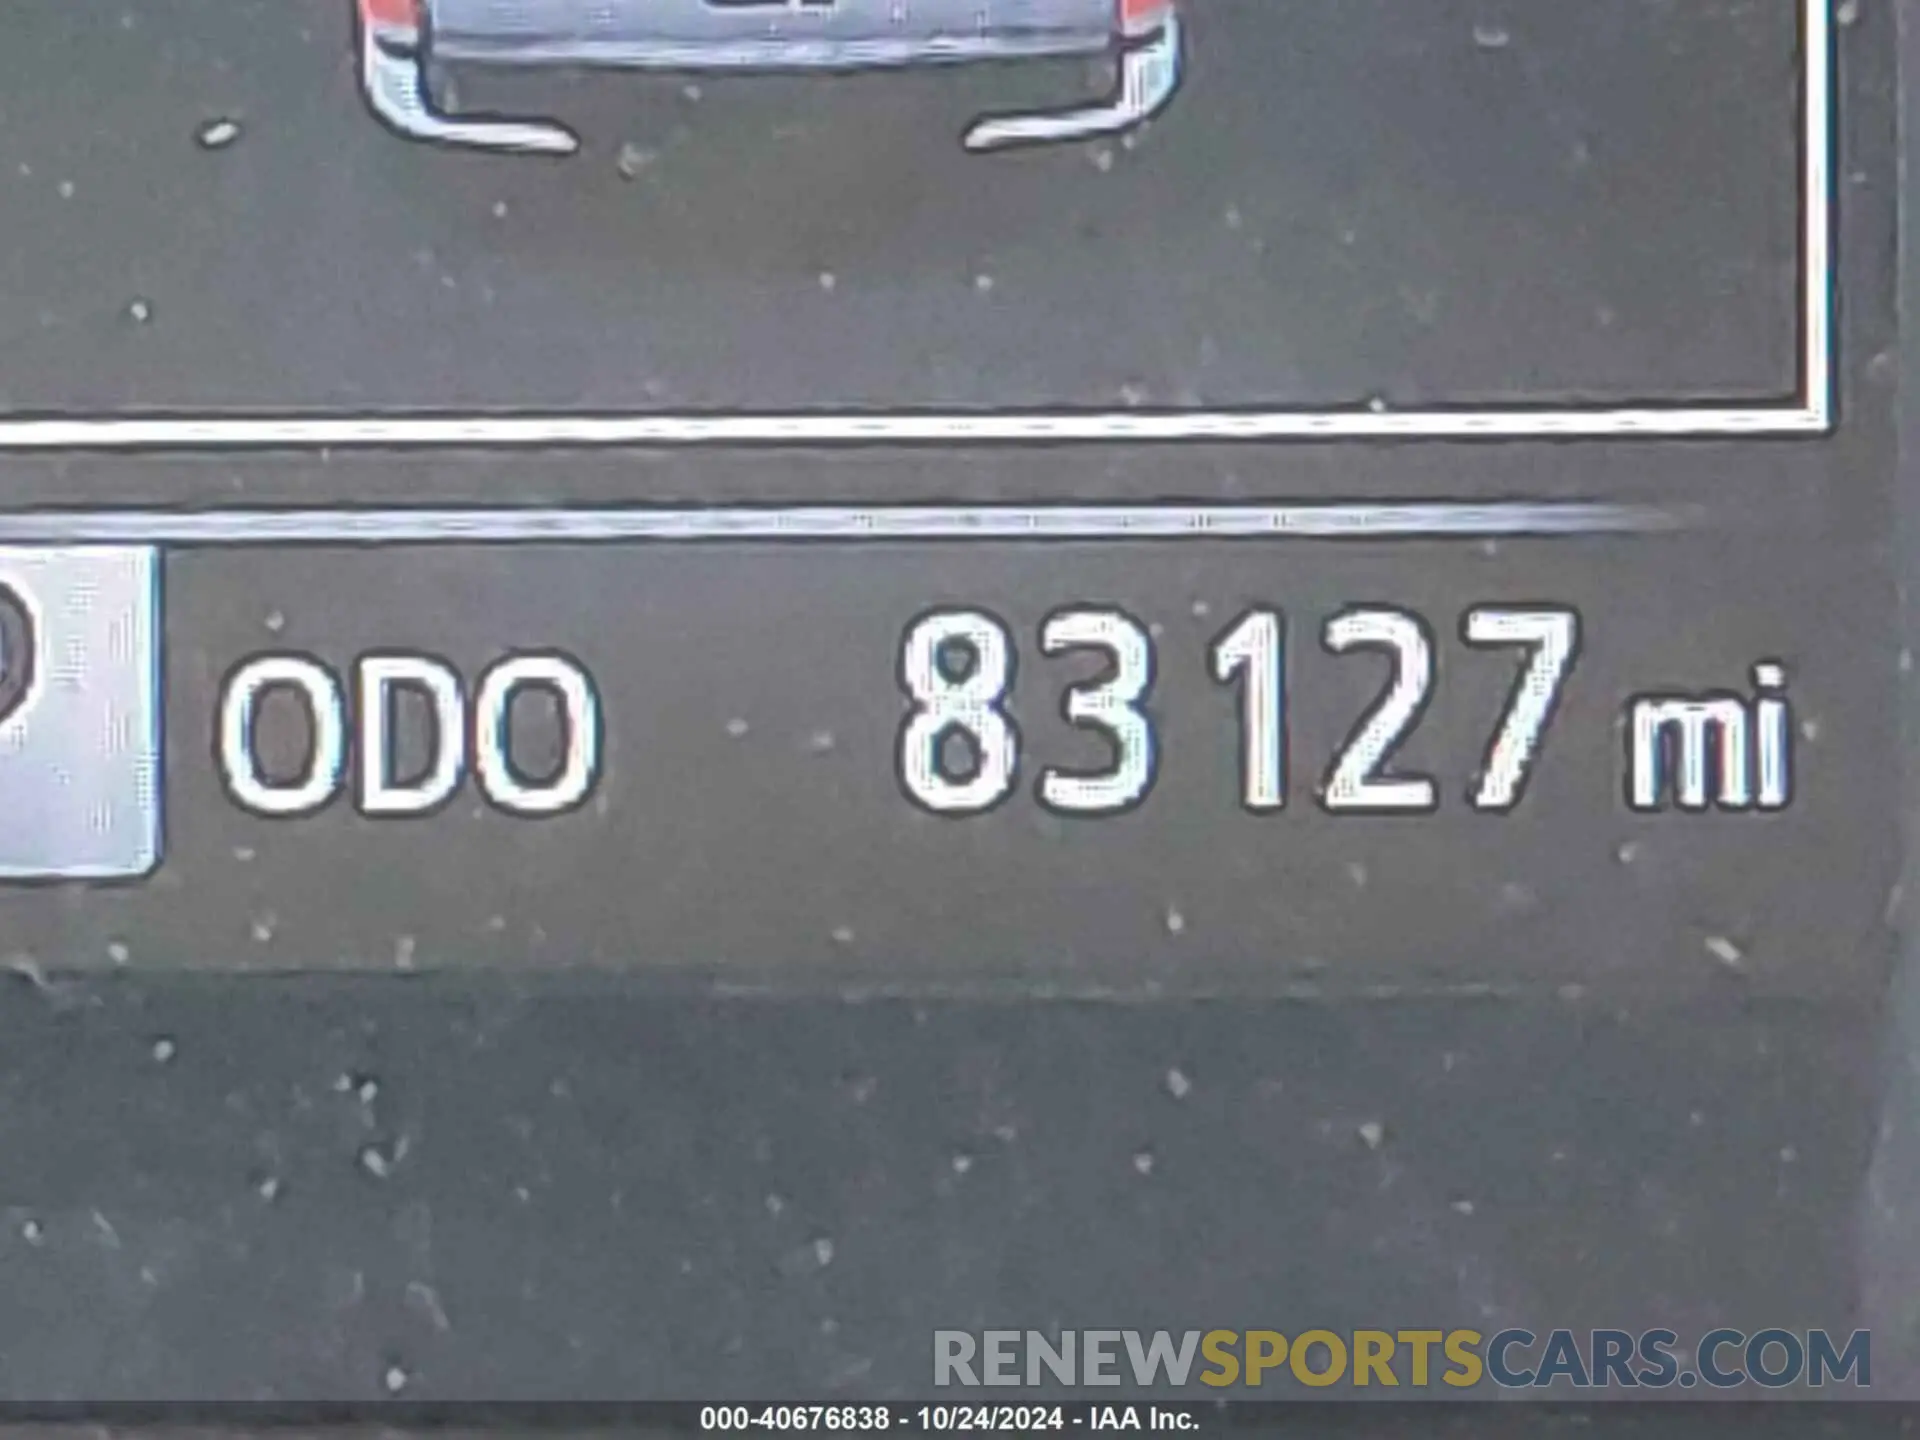 ODO 83127 mi
RENEWSPORTSCARS.COM
000-40676838 - 10/24/2024 - IAA Inc.